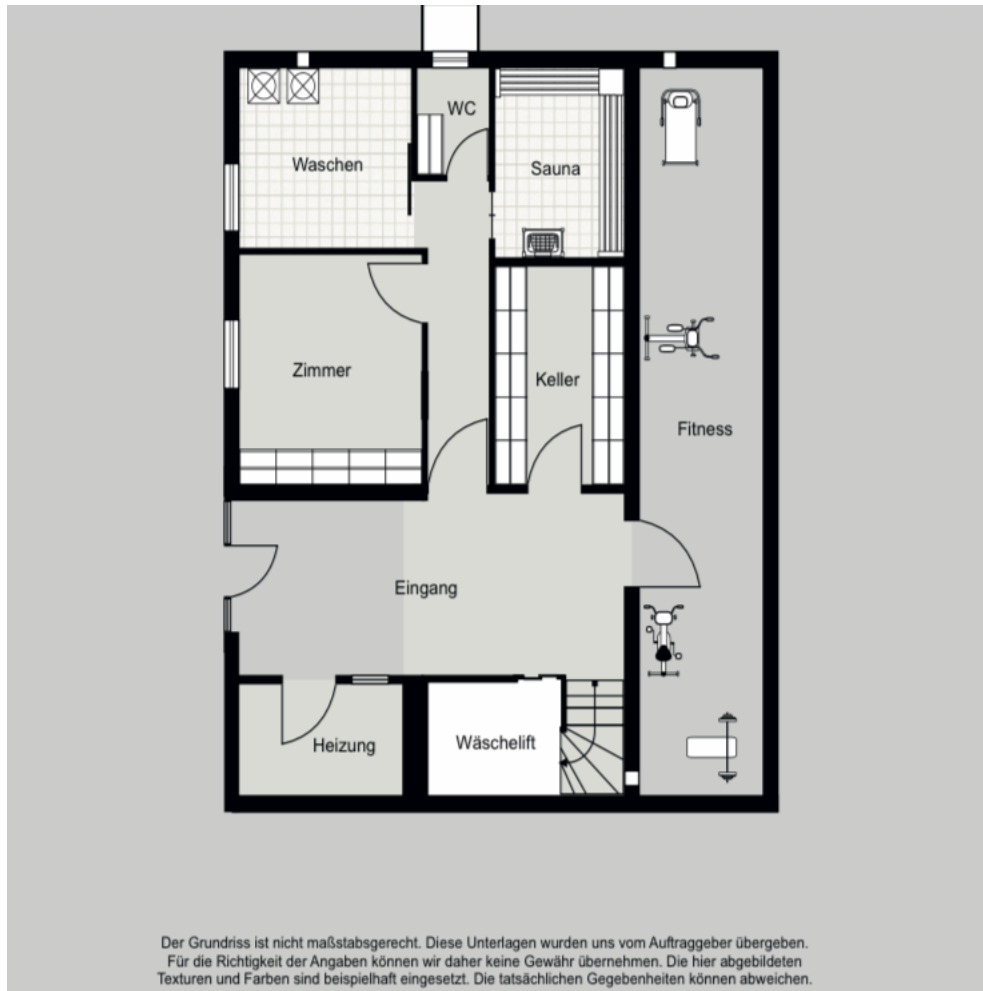 WC
Waschen
Sauna
Zimmer
Keller
Fitness
Eingang
Heizung
Wäschelift
Der Grundriss ist nicht maßstabsgerecht. Diese Unterlagen wurden uns vom Auftraggeber übergeben.
Für die Richtigkeit der Angaben können wir daher keine Gewähr übernehmen. Die hier abgebildeten
Texturen und Farben sind beispielhaft eingesetzt. Die tatsächlichen Gegebenheiten können abweichen.